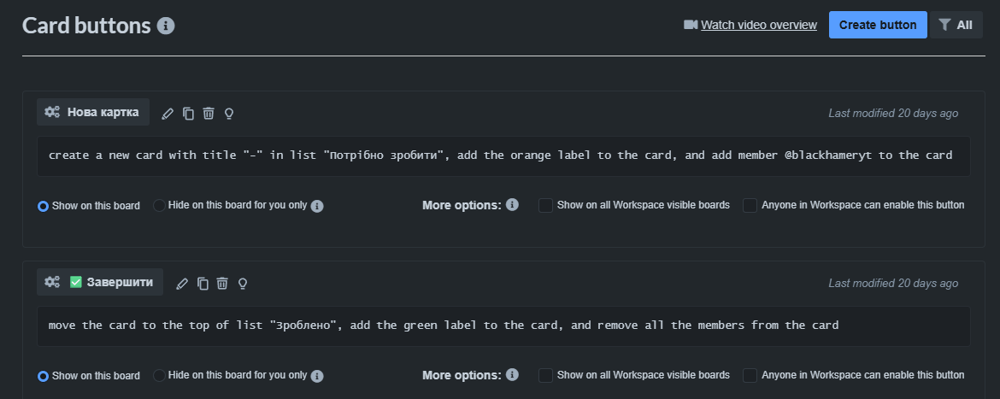 Card buttons
Watch video overview
Create button
All
Нова картка
Last modified 20 days ago
create a new card with title "-" in list "Потрібно зробити", add the orange label to the card, and add member @blackhameryt to the card
Show on this board
Hide on this board for you only
More options:
Show on all Workspace visible boards
Anyone in Workspace can enable this button
✅ Завершити
Last modified 20 days ago
move the card to the top of list "Зроблено", add the green label to the card, and remove all the members from the card
Show on this board
Hide on this board for you only
More options:
Show on all Workspace visible boards
Anyone in Workspace can enable this button